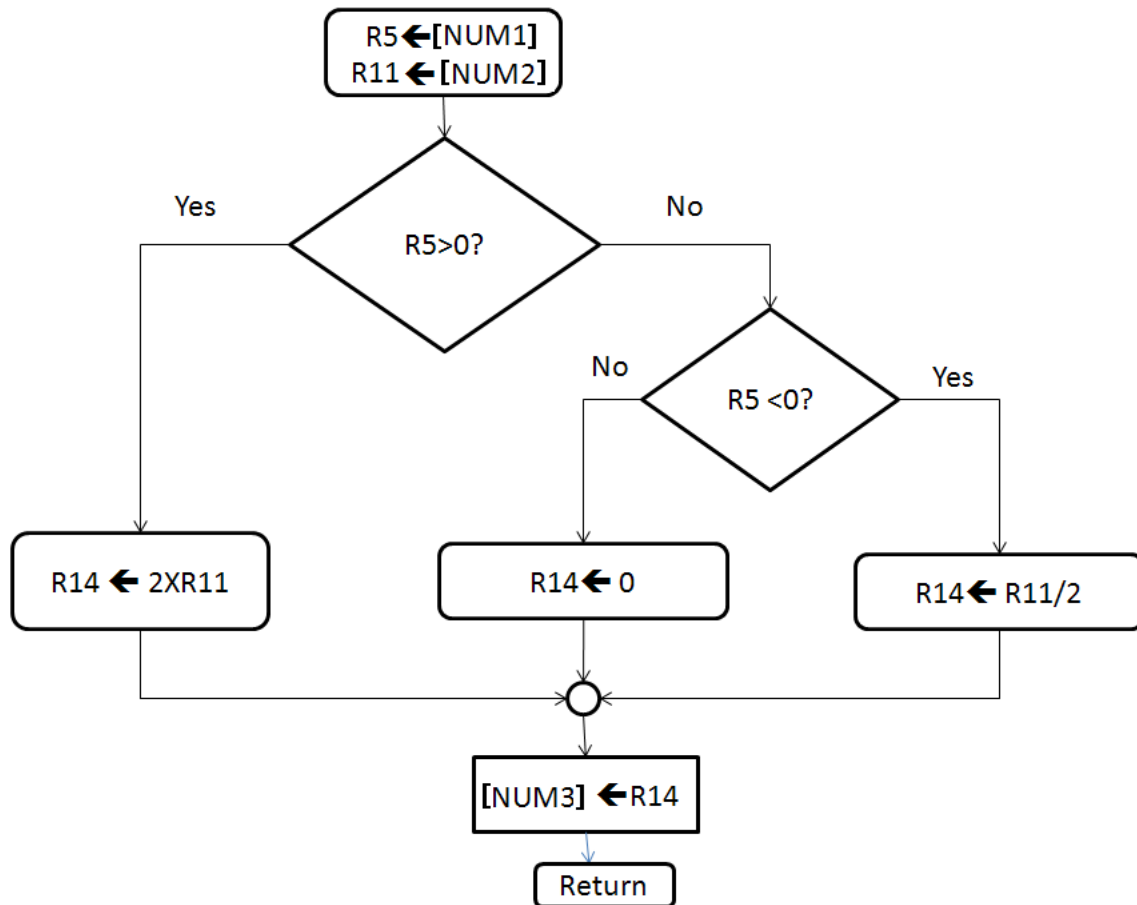 R5🡸[NUM1]
R11🡸 [NUM2]
Yes
No
R5>0?
No
Yes
R5 <0?
R14 🡸 2XR11
R14🡸 0
R14🡸 R11/2
[NUM3] 🡸R14
Return